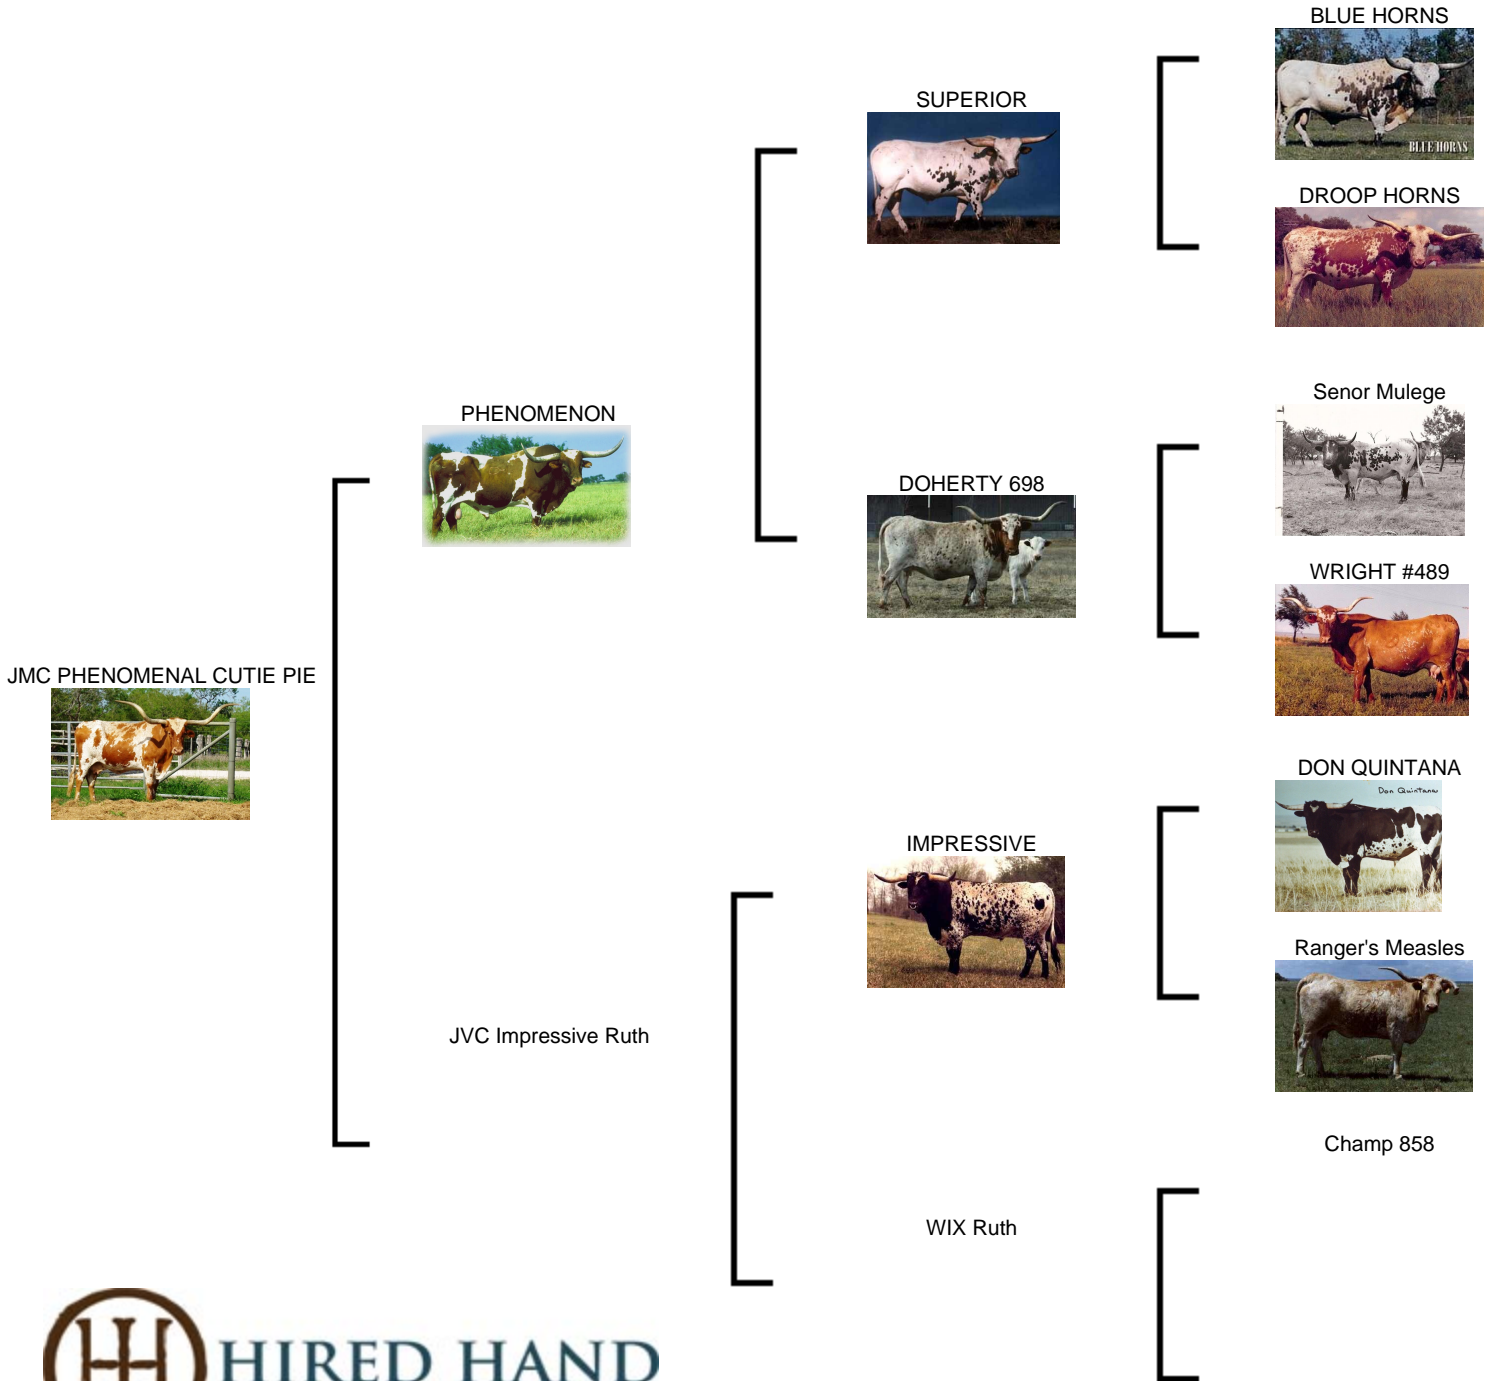 BLUE HORNS
BLUE HORNS
SUPERIOR
DROOP HORNS
Senor Mulege
PHENOMENON
DOHERTY 698
WRIGHT #489
JMC PHENOMENAL CUTIE PIE
DON QUINTANA
Don Quintana
IMPRESSIVE
Ranger's Measles
JVC Impressive Ruth
Champ 858
WIX Ruth
HIRED HAND